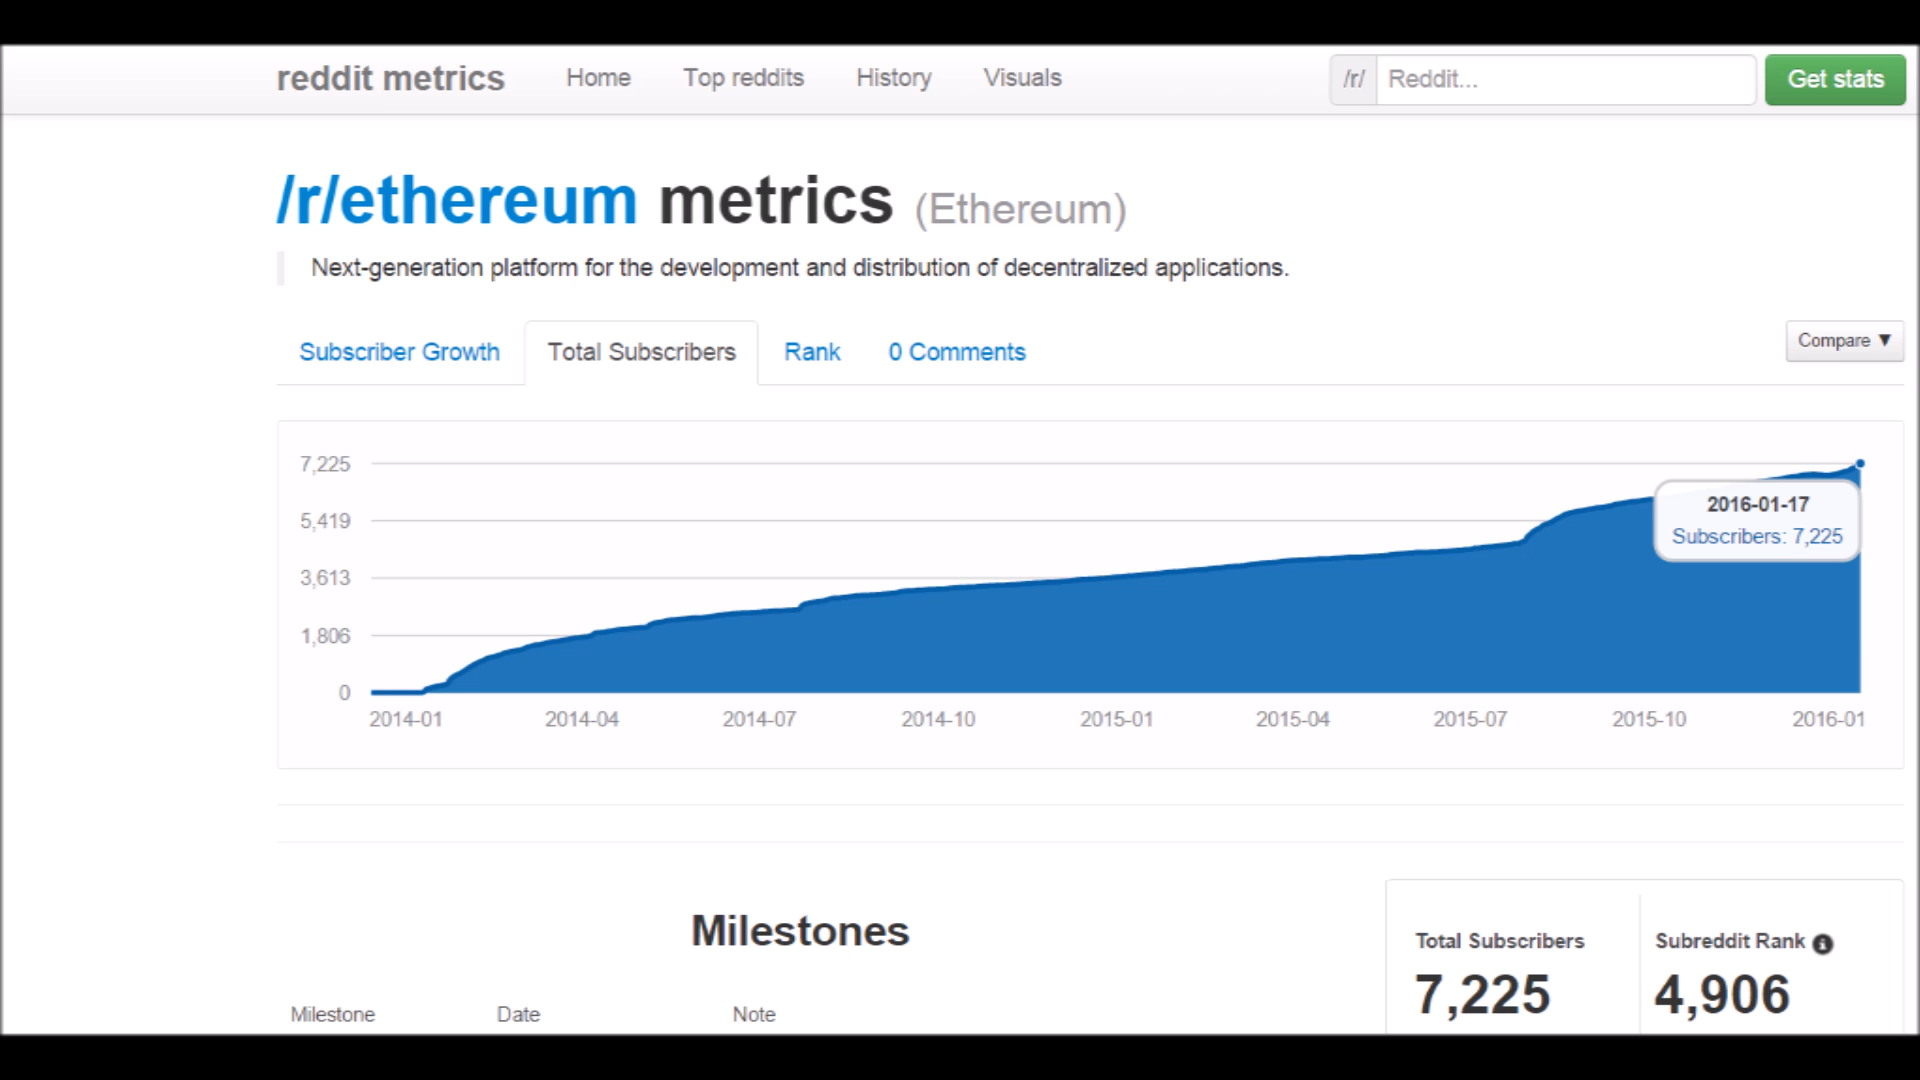 reddit metrics Home Top reddits History Visuals /r/ Reddit... Get stats
/r/ethereum metrics (Ethereum)
Next-generation platform for the development and distribution of decentralized applications.
Subscriber Growth Total Subscribers Rank 0 Comments Compare ▼
7,225
5,419
3,613
1,806
0
2016-01-17
Subscribers: 7,225
2014-01 2014-04 2014-07 2014-10 2015-01 2015-04 2015-07 2015-10 2016-01
Milestones
Milestone Date Note
Total Subscribers Subreddit Rank
7,225 4,906